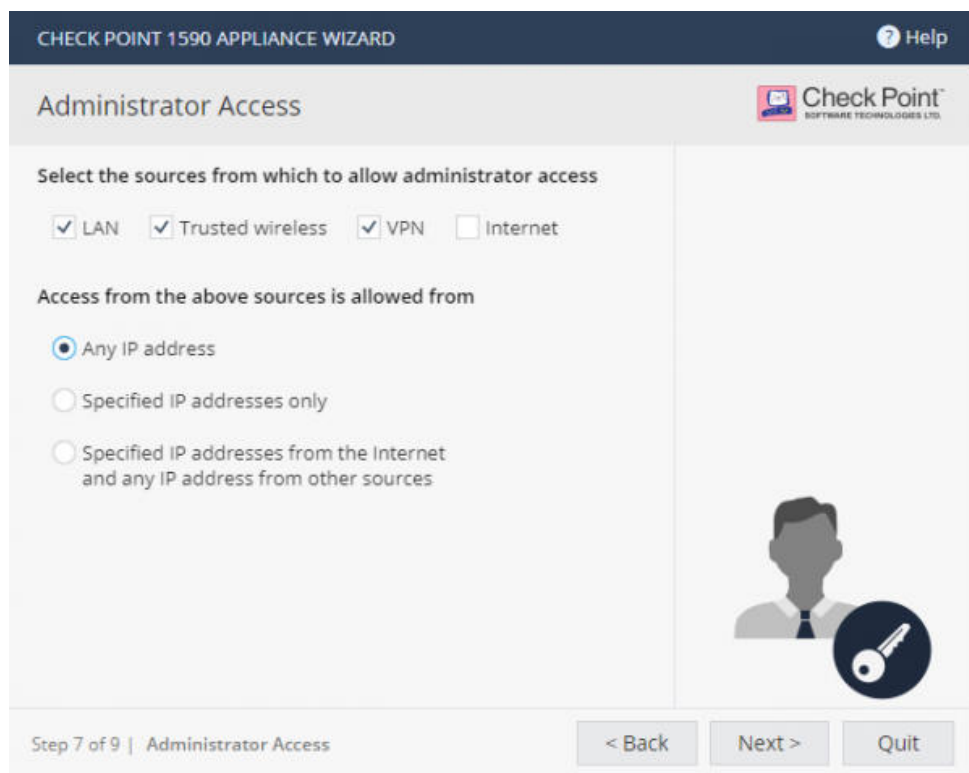 CHECK POINT 1590 APPLIANCE WIZARD
? Help
Administrator Access
Check Point™
SOFTWARE TECHNOLOGIES LTD.
Select the sources from which to allow administrator access
LAN Trusted wireless VPN Internet
Access from the above sources is allowed from
Any IP address
Specified IP addresses only
Specified IP addresses from the Internet
and any IP address from other sources
Step 7 of 9 | Administrator Access
< Back Next > Quit